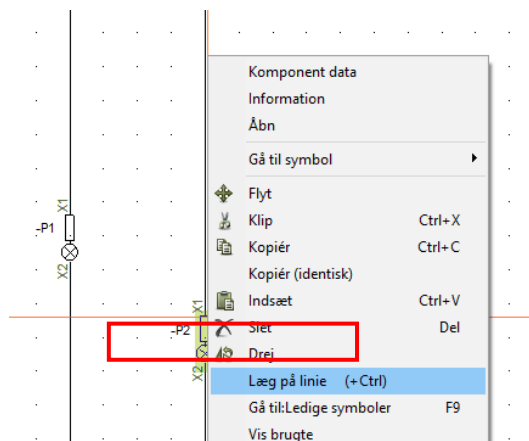 Komponent data
Information
Åbn
Gå til symbol
Flyt
Klip Ctrl+X
Kopiér Ctrl+C
Kopiér (identisk)
Indsæt Ctrl+V
Slet Del
Drej
Læg på linie (+Ctrl)
Gå til:Ledige symboler F9
Vis brugte
X1
-P1
X2
X1
-P2
X2